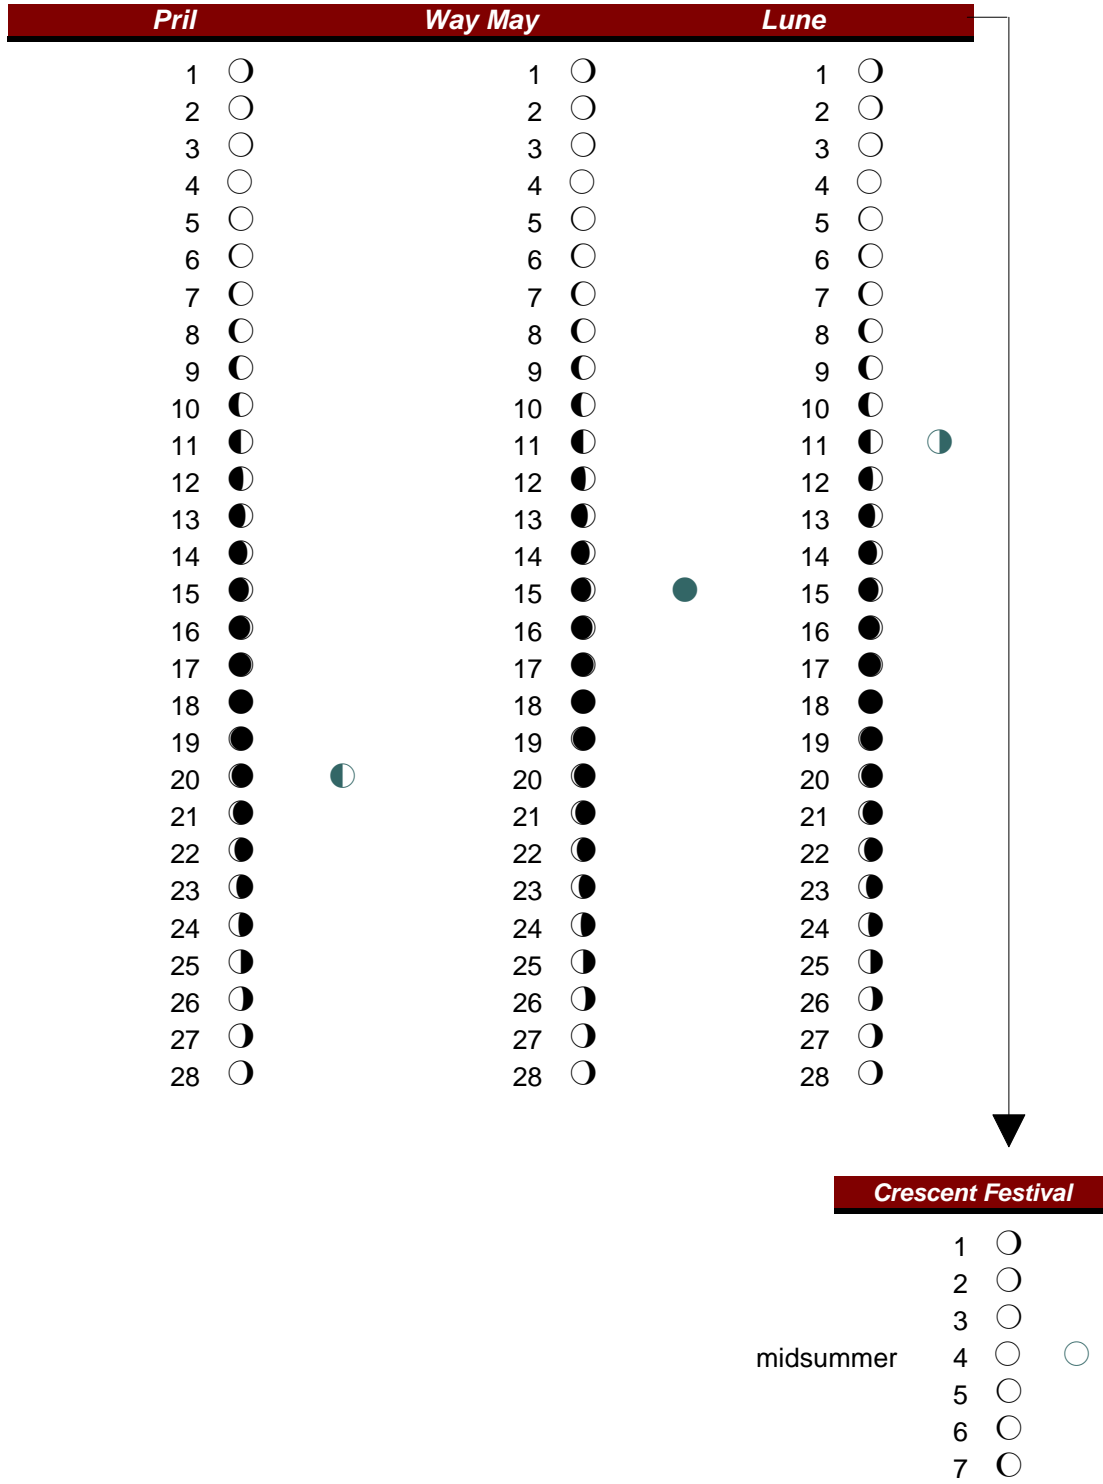 Pril Way May Lune
1 1 1
2 2 2
3 3 3
4 4 4
5 5 5
6 6 6
7 7 7
8 8 8
9 9 9
10 10 10
11 11 11
12 12 12
13 13 13
14 14 14
15 15 15
16 16 16
17 17 17
18 18 18
19 19 19
20 20 20
21 21 21
22 22 22
23 23 23
24 24 24
25 25 25
26 26 26
27 27 27
28 28 28
Crescent Festival
1
2
3
midsummer 4
5
6
7